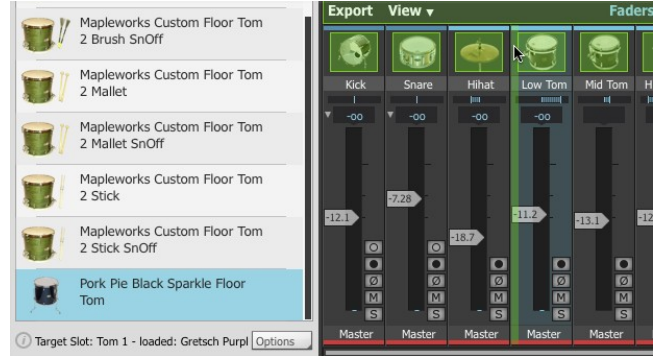 Mapleworks Custom Floor Tom
2 Brush SnOff
Mapleworks Custom Floor Tom
2 Mallet
Mapleworks Custom Floor Tom
2 Mallet SnOff
Mapleworks Custom Floor Tom
2 Stick
Mapleworks Custom Floor Tom
2 Stick SnOff
Pork Pie Black Sparkle Floor
Tom
Target Slot: Tom 1 - loaded: Gretsch Purpl Options
Export View ▾ Faders
Kick Snare Hihat Low Tom Mid Tom H
-oo -oo -oo -oo
-7.28
-12.1 -11.2 -13.1 -12
-18.7
O O
Ø Ø Ø Ø Ø
M M M M M
S S S S S
Master Master Master Master Master